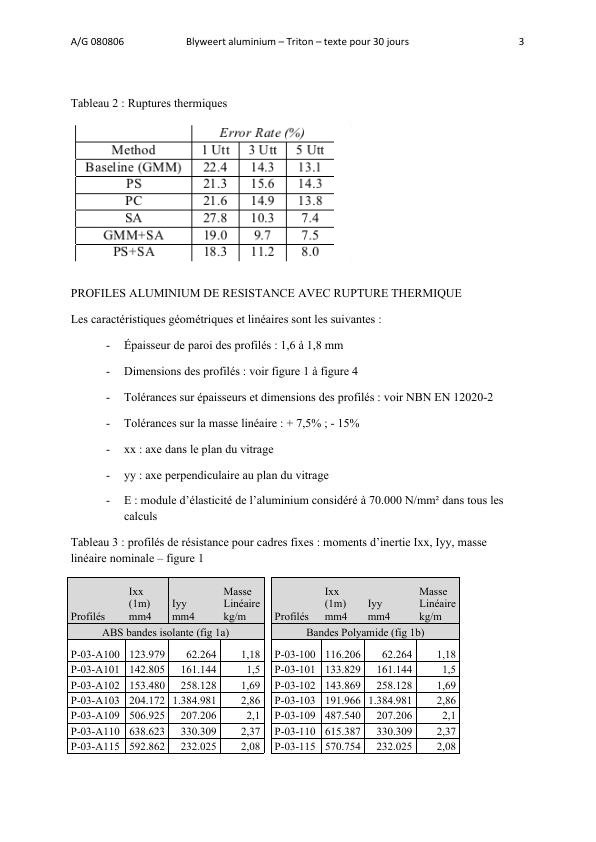 A/G 080806 Blyweert aluminium – Triton – texte pour 30 jours 3
Tableau 2 : Ruptures thermiques
Error Rate (%)
Method 1 Utt 3 Utt 5 Utt
Baseline (GMM) 22.4 14.3 13.1
PS 21.3 15.6 14.3
PC 21.6 14.9 13.8
SA 27.8 10.3 7.4
GMM+SA 19.0 9.7 7.5
PS+SA 18.3 11.2 8.0
PROFILES ALUMINIUM DE RESISTANCE AVEC RUPTURE THERMIQUE
Les caractéristiques géométriques et linéaires sont les suivantes :
- Épaisseur de paroi des profilés : 1,6 à 1,8 mm
- Dimensions des profilés : voir figure 1 à figure 4
- Tolérances sur épaisseurs et dimensions des profilés : voir NBN EN 12020-2
- Tolérances sur la masse linéaire : + 7,5% ; - 15%
- xx : axe dans le plan du vitrage
- yy : axe perpendiculaire au plan du vitrage
- E : module d’élasticité de l’aluminium considéré à 70.000 N/mm² dans tous les
calculs
Tableau 3 : profilés de résistance pour cadres fixes : moments d’inertie Ixx, Iyy, masse
linéaire nominale – figure 1
Ixx Masse Ixx Masse
(1m) Iyy Linéaire (1m) Iyy Linéaire
Profilés mm4 mm4 kg/m Profilés mm4 mm4 kg/m
ABS bandes isolante (fig 1a) Bandes Polyamide (fig 1b)
P-03-A100 123.979 62.264 1,18 P-03-100 116.206 62.264 1,18
P-03-A101 142.805 161.144 1,5 P-03-101 133.829 161.144 1,5
P-03-A102 153.480 258.128 1,69 P-03-102 143.869 258.128 1,69
P-03-A103 204.172 1.384.981 2,86 P-03-103 191.966 1.384.981 2,86
P-03-A109 506.925 207.206 2,1 P-03-109 487.540 207.206 2,1
P-03-A110 638.623 330.309 2,37 P-03-110 615.387 330.309 2,37
P-03-A115 592.862 232.025 2,08 P-03-115 570.754 232.025 2,08